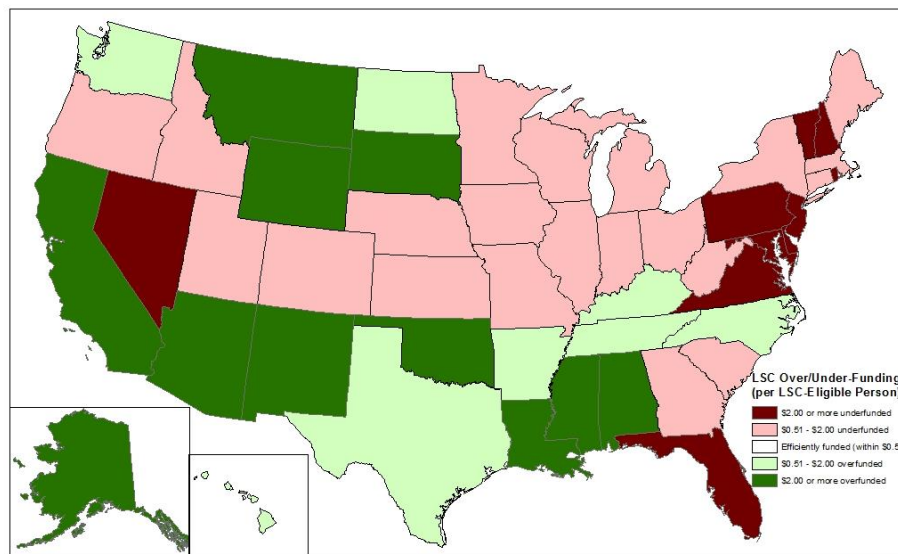 LSC Over/Under-Funding
(per LSC-Eligible Person)
$2.00 or more underfunded
$0.51 - $2.00 underfunded
Efficiently funded (within $0.5
$0.51 - $2.00 overfunded
$2.00 or more overfunded